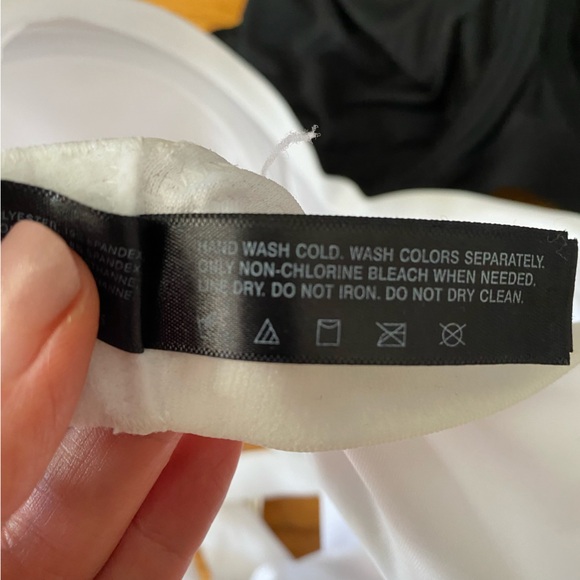 HAND WASH COLD. WASH COLORS SEPARATELY.
ONLY NON-CHLORINE BLEACH WHEN NEEDED.
LINE DRY. DO NOT IRON. DO NOT DRY CLEAN.